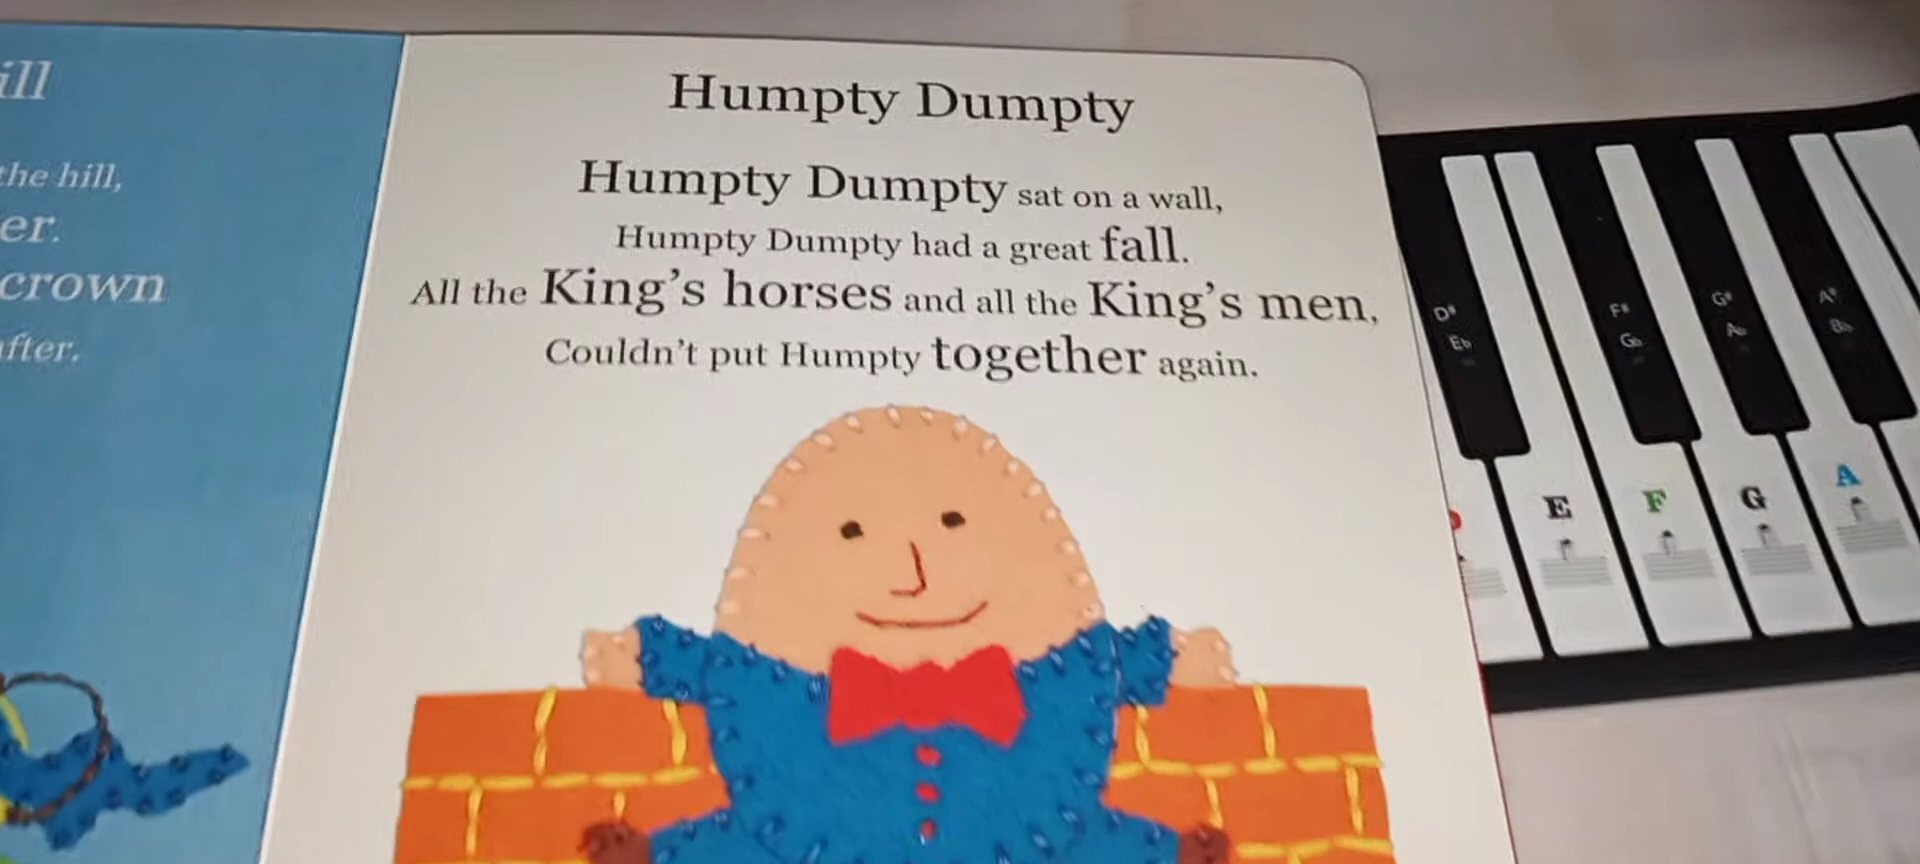 ill
the hill,
er.
crown
after.
Humpty Dumpty
Humpty Dumpty sat on a wall,
Humpty Dumpty had a great fall.
All the King's horses and all the King's men,
Couldn't put Humpty together again.
D# F# G# A#
Eb Gb Ab Bb
E F G A